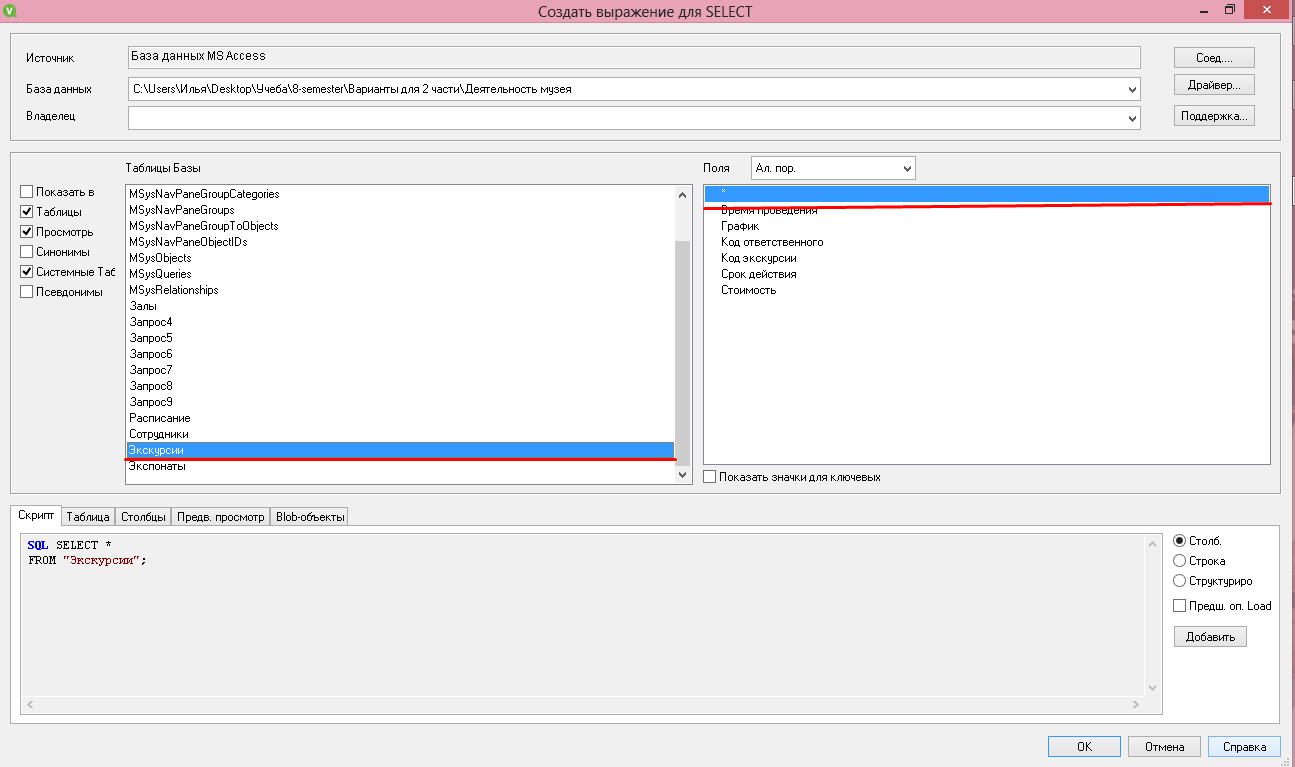 Создать выражение для SELECT
Источник
База данных MS Access
Соед....
База данных
C:\Users\Илья\Desktop\Учеба\8-semester\Варианты для 2 части\Деятельность музея
Драйвер...
Владелец
Поддержка...
Таблицы Базы
Поля
Ал. пор.
Показать в
Таблицы
Просмотрь
Синонимы
Системные Таб
Псевдонимы
MSysNavPaneGroupCategories
MSysNavPaneGroups
MSysNavPaneGroupToObjects
MSysNavPaneObjectIDs
MSysObjects
MSysQueries
MSysRelationships
Залы
Запрос4
Запрос5
Запрос6
Запрос7
Запрос8
Запрос9
Расписание
Сотрудники
Экскурсии
Экспонаты
*
Время проведения
График
Код ответственного
Код экскурсии
Срок действия
Стоимость
Показать значки для ключевых
Скрипт Таблица Столбцы Предв. просмотр Blob-объекты
SQL SELECT *
FROM "Экскурсии";
Столб.
Строка
Структуриро
Предш. оп. Load
Добавить
OK Отмена Справка